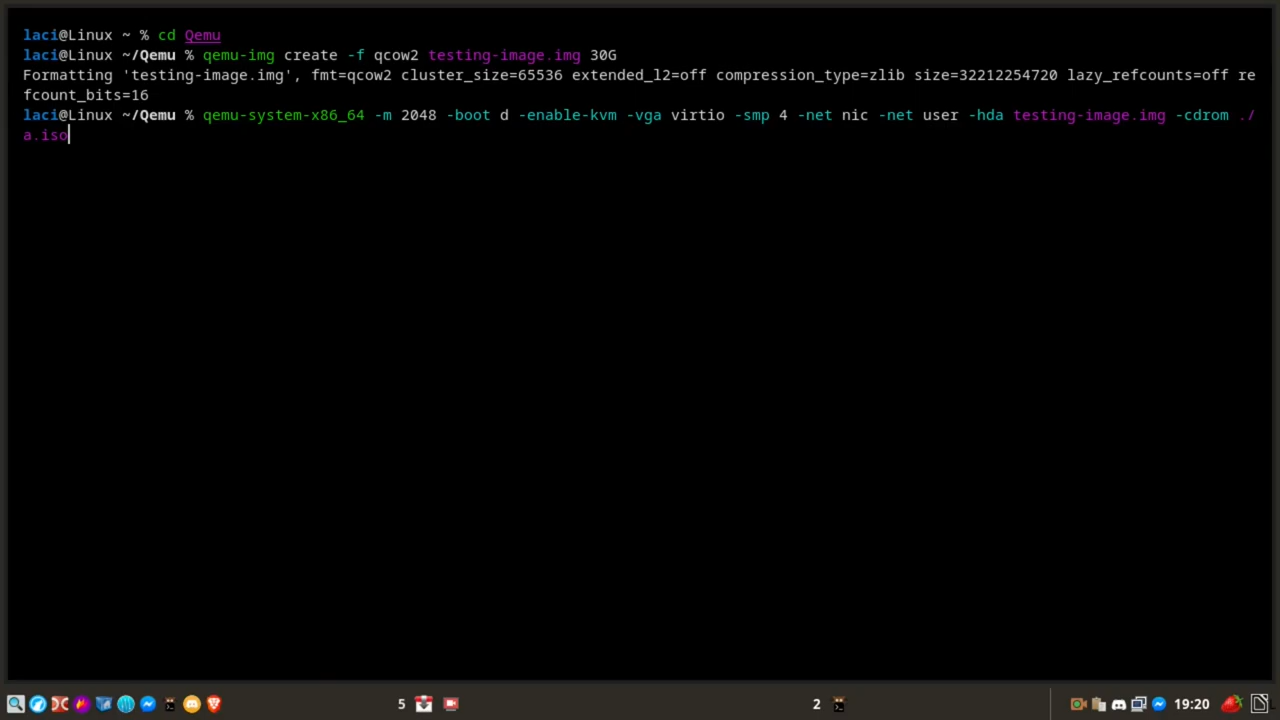 laci@Linux ~ % cd Qemu
laci@Linux ~/Qemu % qemu-img create -f qcow2 testing-image.img 30G
Formatting 'testing-image.img', fmt=qcow2 cluster_size=65536 extended_l2=off compression_type=zlib size=32212254720 lazy_refcounts=off re
fcount_bits=16
laci@Linux ~/Qemu % qemu-system-x86_64 -m 2048 -boot d -enable-kvm -vga virtio -smp 4 -net nic -net user -hda testing-image.img -cdrom ./
a.iso
5 2 19:20